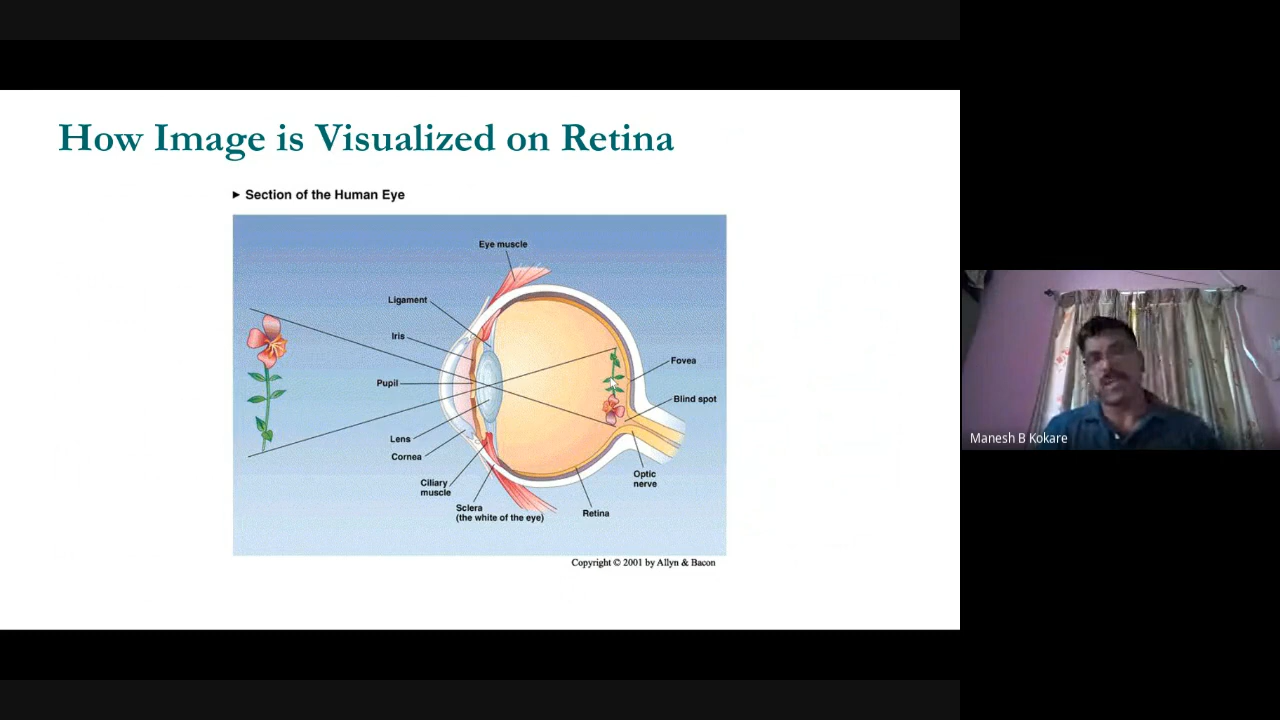 How Image is Visualized on Retina
► Section of the Human Eye
Eye muscle
Ligament
Iris
Pupil
Lens
Cornea
Ciliary
muscle
Sclera
(the white of the eye)
Fovea
Blind spot
Optic
nerve
Retina
Copyright © 2001 by Allyn & Bacon
Manesh B Kokare